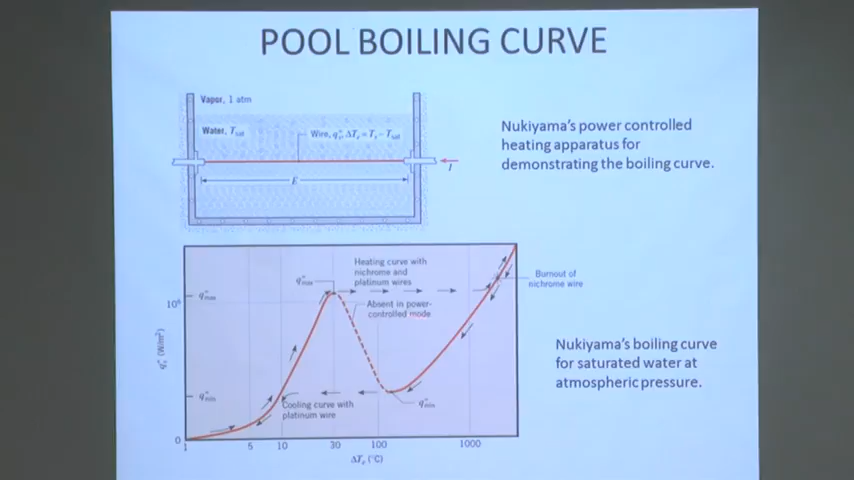 POOL BOILING CURVE
Vapor, 1 atm
Water, Tsat
Wire, q″s, ΔTe = Ts − Tsat
E
I
Nukiyama's power controlled
heating apparatus for
demonstrating the boiling curve.
Heating curve with
nichrome and
platinum wires
q″max
Absent in power-
controlled mode
Burnout of
nichrome wire
10⁶
q″max
q″s (W/m²)
q″min
Cooling curve with
platinum wire
q″min
0
1
5
10
30
100
1000
ΔTe (°C)
Nukiyama's boiling curve
for saturated water at
atmospheric pressure.